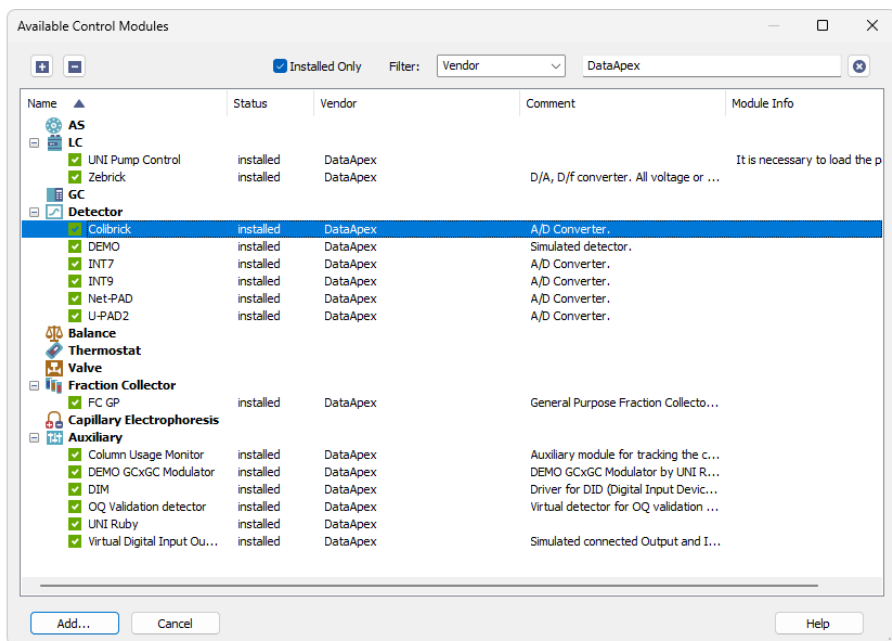 Available Control Modules
Installed Only Filter: Vendor DataApex
Name Status Vendor Comment Module Info
AS
LC
UNI Pump Control installed DataApex It is necessary to load the p
Zebrick installed DataApex D/A, D/f converter. All voltage or ...
GC
Detector
Colibrick installed DataApex A/D Converter.
DEMO installed DataApex Simulated detector.
INT7 installed DataApex A/D Converter.
INT9 installed DataApex A/D Converter.
Net-PAD installed DataApex A/D Converter.
U-PAD2 installed DataApex A/D Converter.
Balance
Thermostat
Valve
Fraction Collector
FC GP installed DataApex General Purpose Fraction Collecto...
Capillary Electrophoresis
Auxiliary
Column Usage Monitor installed DataApex Auxiliary module for tracking the c...
DEMO GCxGC Modulator installed DataApex DEMO GCxGC Modulator by UNI R...
DIM installed DataApex Driver for DID (Digital Input Devic...
OQ Validation detector installed DataApex Virtual detector for OQ validation ...
UNI Ruby installed DataApex
Virtual Digital Input Ou... installed DataApex Simulated connected Output and I...
Add... Cancel Help